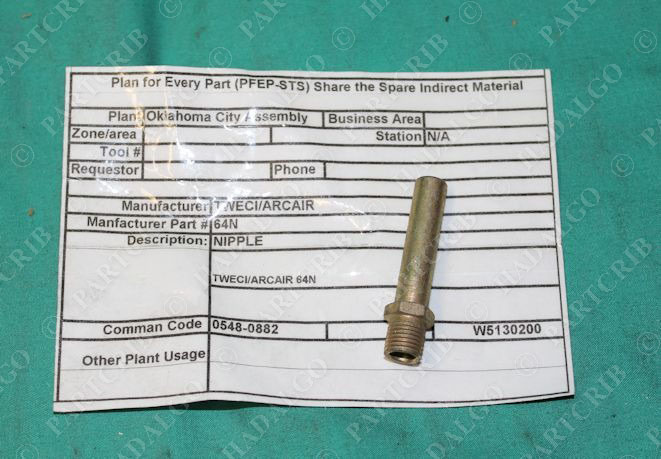 Plan for Every Part (PFEP-STS) Share the Spare Indirect Material
Plant Oklahoma City Assembly Business Area
Zone/area Station N/A
Tool #
Requestor Phone
Manufacturer TWECI/ARCAIR
Manfacturer Part # 64N
Description: NIPPLE
TWECI/ARCAIR 64N
Comman Code 0548-0882 W5130200
Other Plant Usage
© PARTCRIB
© HADALGO